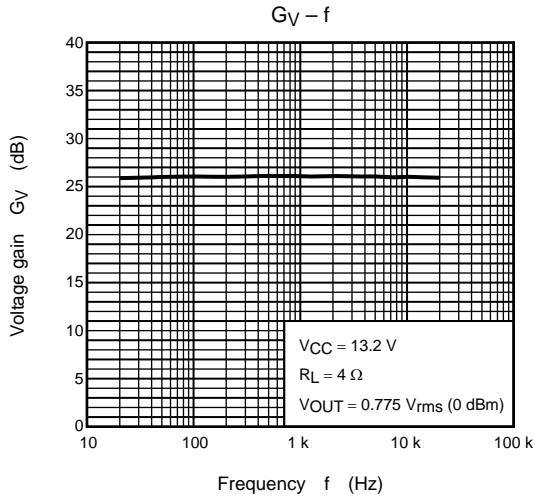 GV – f
40
35
30
25
20
15
10
5
0
Voltage gain GV (dB)
VCC = 13.2 V
RL = 4 Ω
VOUT = 0.775 Vrms (0 dBm)
10 100 1 k 10 k 100 k
Frequency f (Hz)